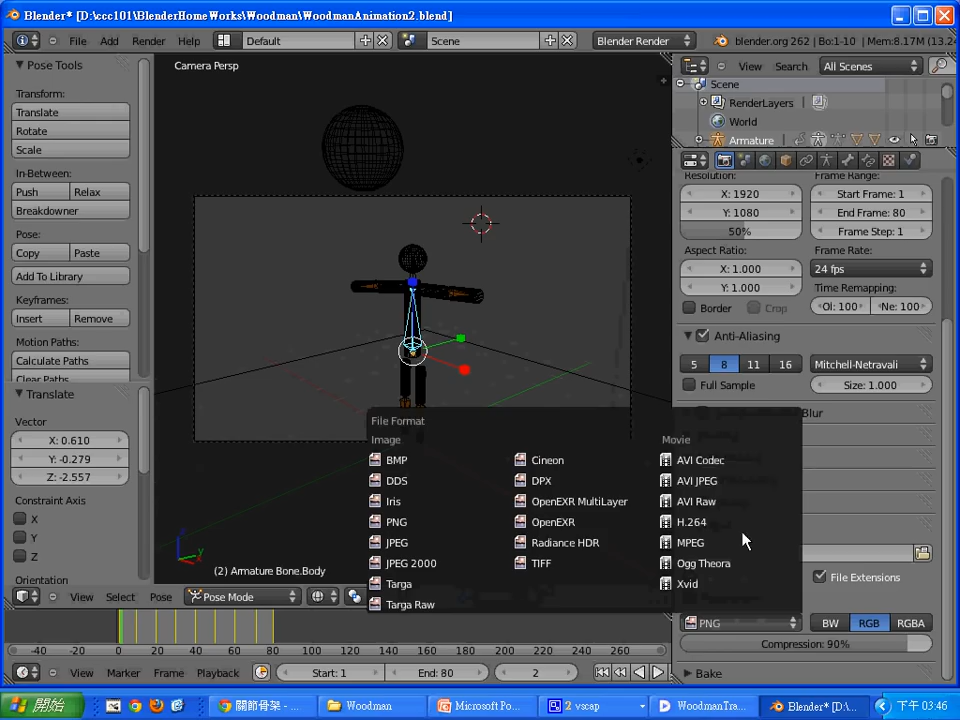 Blender* [D:\ccc101\BlenderHomeWorks\Woodman\WoodmanAnimation2.blend]
File Add Render Help Default Scene Blender Render blender.org 262 | Bo:1-10 | Mem:8.17M (13.24
Pose Tools
Transform:
Translate
Rotate
Scale
In-Between:
Push Relax
Breakdowner
Pose:
Copy Paste
Add To Library
Keyframes:
Insert Remove
Motion Paths:
Calculate Paths
Clear Paths
Translate
Vector
X: 0.610
Y: -0.279
Z: -2.557
Constraint Axis
X
Y
Z
Orientation
Camera Persp
(2) Armature Bone.Body
File Format
Image
BMP
DDS
Iris
PNG
JPEG
JPEG 2000
Targa
Targa Raw
Cineon
DPX
OpenEXR MultiLayer
OpenEXR
Radiance HDR
TIFF
Movie
AVI Codec
AVI JPEG
AVI Raw
H.264
MPEG
Ogg Theora
Xvid
View Select Pose Pose Mode
View Search All Scenes
Scene
RenderLayers
World
Armature
Resolution:
X: 1920
Y: 1080
50%
Aspect Ratio:
X: 1.000
Y: 1.000
Border Crop
Frame Range:
Start Frame: 1
End Frame: 80
Frame Step: 1
Frame Rate:
24 fps
Time Remapping:
Ol: 100 Ne: 100
Anti-Aliasing
5 8 11 16 Mitchell-Netravali
Full Sample Size: 1.000
Blur
File Extensions
PNG BW RGB RGBA
Compression: 90%
Bake
-40 -20 0 20 40 60 80 100 120 140 160 180 200 220 240 260
View Marker Frame Playback Start: 1 End: 80 2
開始 關節骨架 - ... Woodman Microsoft Po... 2 vscap WoodmanTra... Blender* [D:\... 下午 03:46